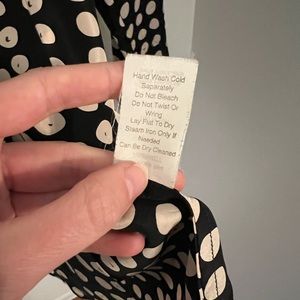 Hand Wash Cold
Separately
Do Not Bleach
Do Not Twist Or
Wring
Lay Flat To Dry
Steam Iron Only If
Needed
Can Be Dry Cleaned